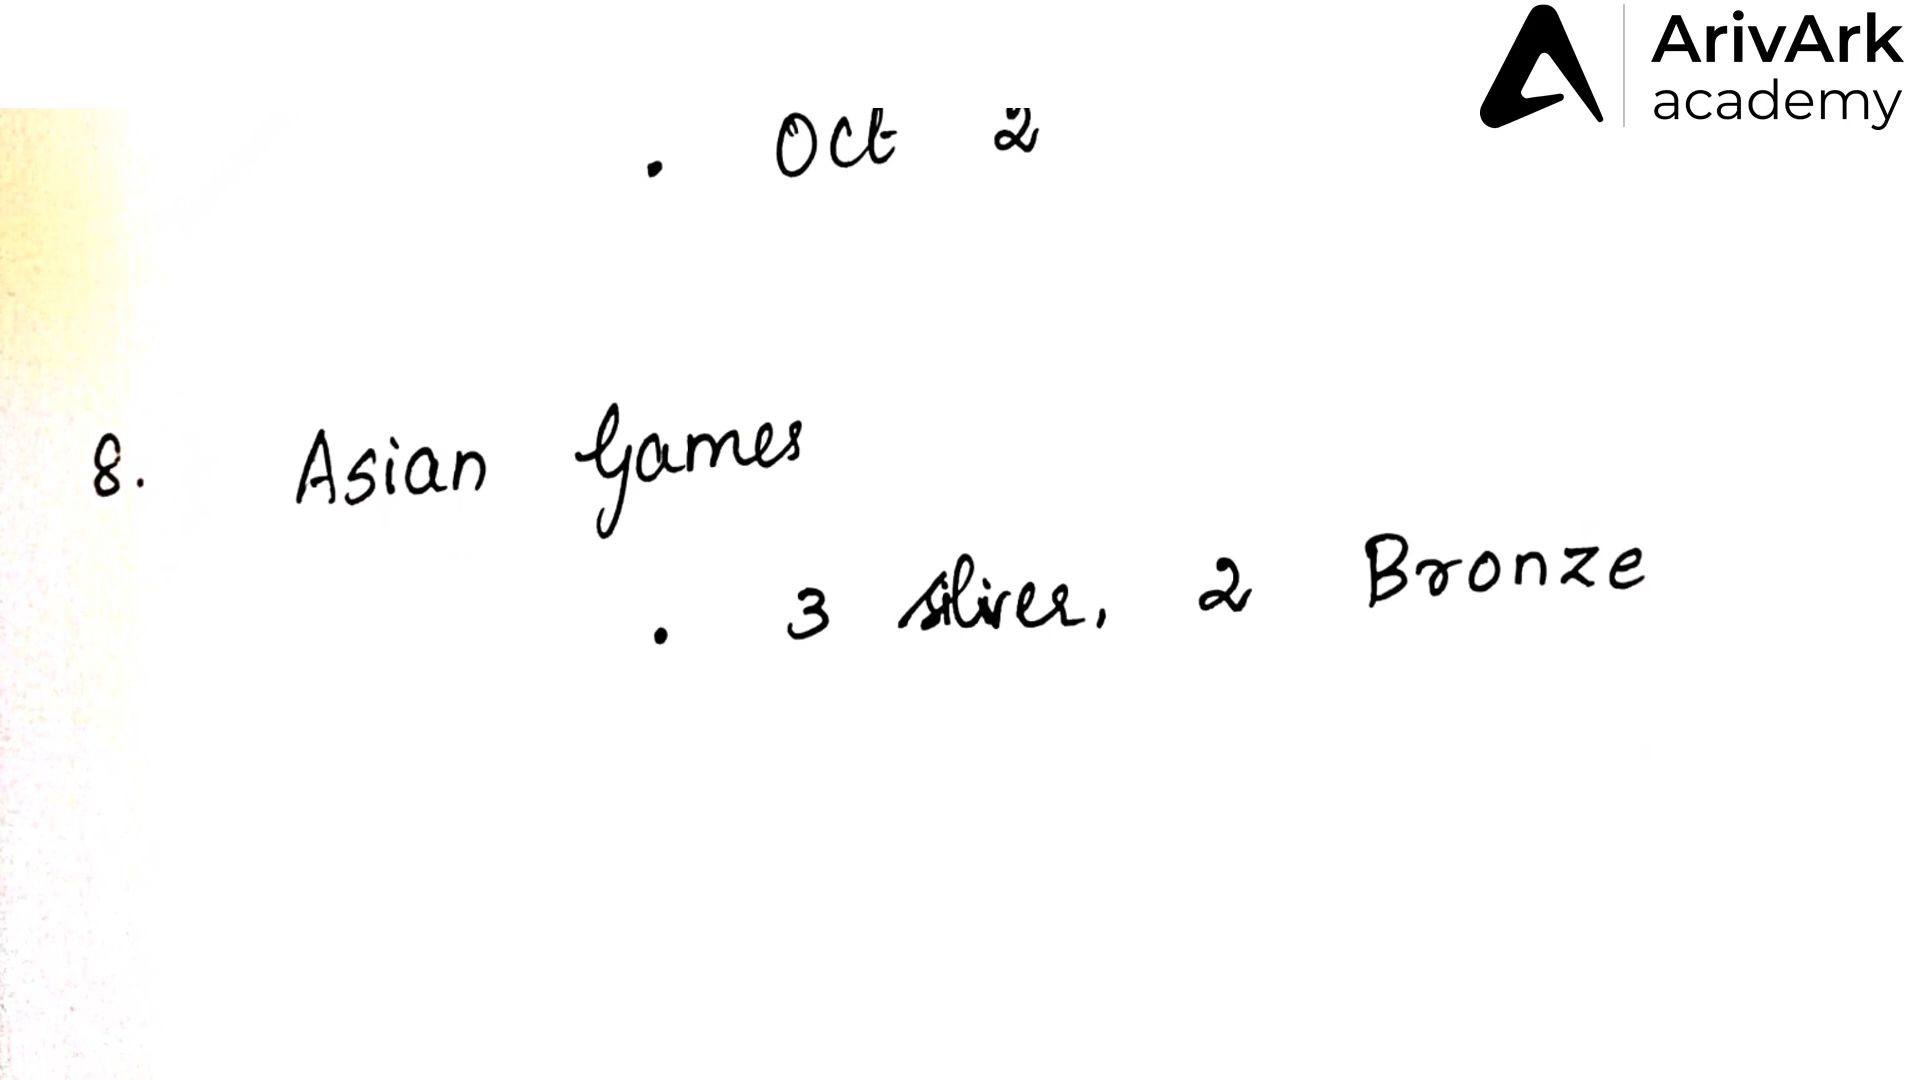 ArivArk
academy
. Oct 2
8. Asian Games
. 3 silver, 2 Bronze